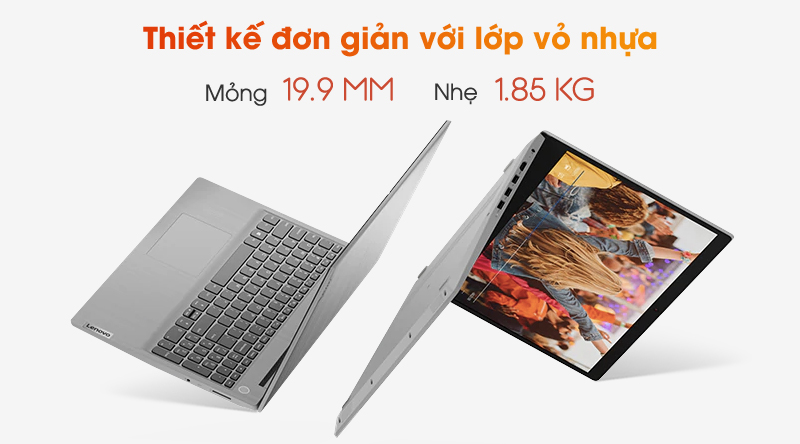 Thiết kế đơn giản với lớp vỏ nhựa
Mỏng 19.9 MM Nhẹ 1.85 KG
Lenovo